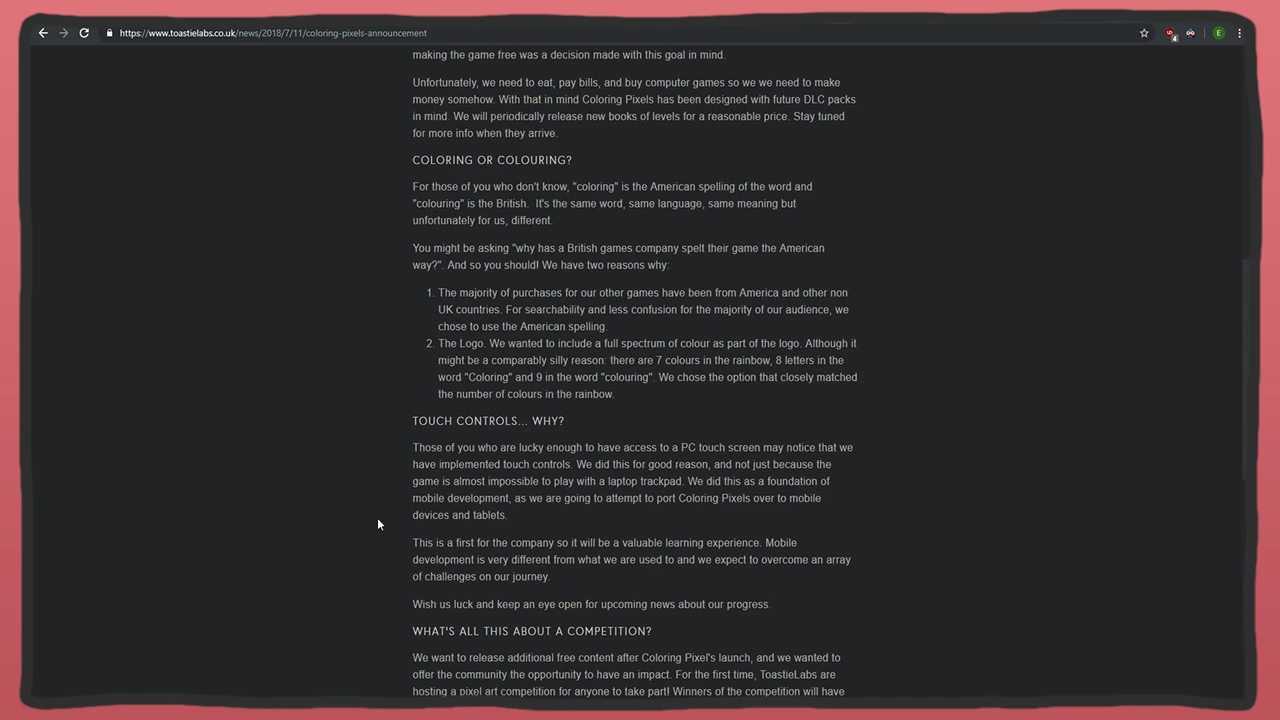 https://www.toastielabs.co.uk/news/2018/7/11/coloring-pixels-announcement
4
E
making the game free was a decision made with this goal in mind.
Unfortunately, we need to eat, pay bills, and buy computer games so we we need to make
money somehow. With that in mind Coloring Pixels has been designed with future DLC packs
in mind. We will periodically release new books of levels for a reasonable price. Stay tuned
for more info when they arrive.
COLORING OR COLOURING?
For those of you who don't know, "coloring" is the American spelling of the word and
"colouring" is the British. It's the same word, same language, same meaning but
unfortunately for us, different.
You might be asking "why has a British games company spelt their game the American
way?". And so you should! We have two reasons why:
1. The majority of purchases for our other games have been from America and other non
UK countries. For searchability and less confusion for the majority of our audience, we
chose to use the American spelling.
2. The Logo. We wanted to include a full spectrum of colour as part of the logo. Although it
might be a comparably silly reason: there are 7 colours in the rainbow, 8 letters in the
word "Coloring" and 9 in the word "colouring". We chose the option that closely matched
the number of colours in the rainbow.
TOUCH CONTROLS... WHY?
Those of you who are lucky enough to have access to a PC touch screen may notice that we
have implemented touch controls. We did this for good reason, and not just because the
game is almost impossible to play with a laptop trackpad. We did this as a foundation of
mobile development, as we are going to attempt to port Coloring Pixels over to mobile
devices and tablets.
This is a first for the company so it will be a valuable learning experience. Mobile
development is very different from what we are used to and we expect to overcome an array
of challenges on our journey.
Wish us luck and keep an eye open for upcoming news about our progress.
WHAT'S ALL THIS ABOUT A COMPETITION?
We want to release additional free content after Coloring Pixel's launch, and we wanted to
offer the community the opportunity to have an impact. For the first time, ToastieLabs are
hosting a pixel art competition for anyone to take part! Winners of the competition will have